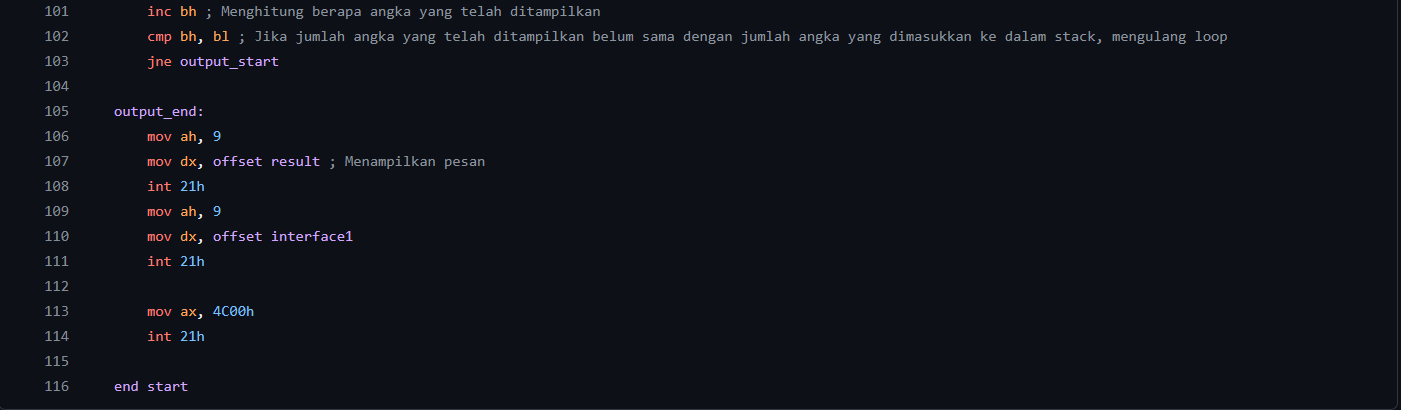 101 inc bh ; Menghitung berapa angka yang telah ditampilkan
102 cmp bh, bl ; Jika jumlah angka yang telah ditampilkan belum sama dengan jumlah angka yang dimasukkan ke dalam stack, mengulang loop
103 jne output_start
104
105 output_end:
106 mov ah, 9
107 mov dx, offset result ; Menampilkan pesan
108 int 21h
109 mov ah, 9
110 mov dx, offset interface1
111 int 21h
112
113 mov ax, 4C00h
114 int 21h
115
116 end start